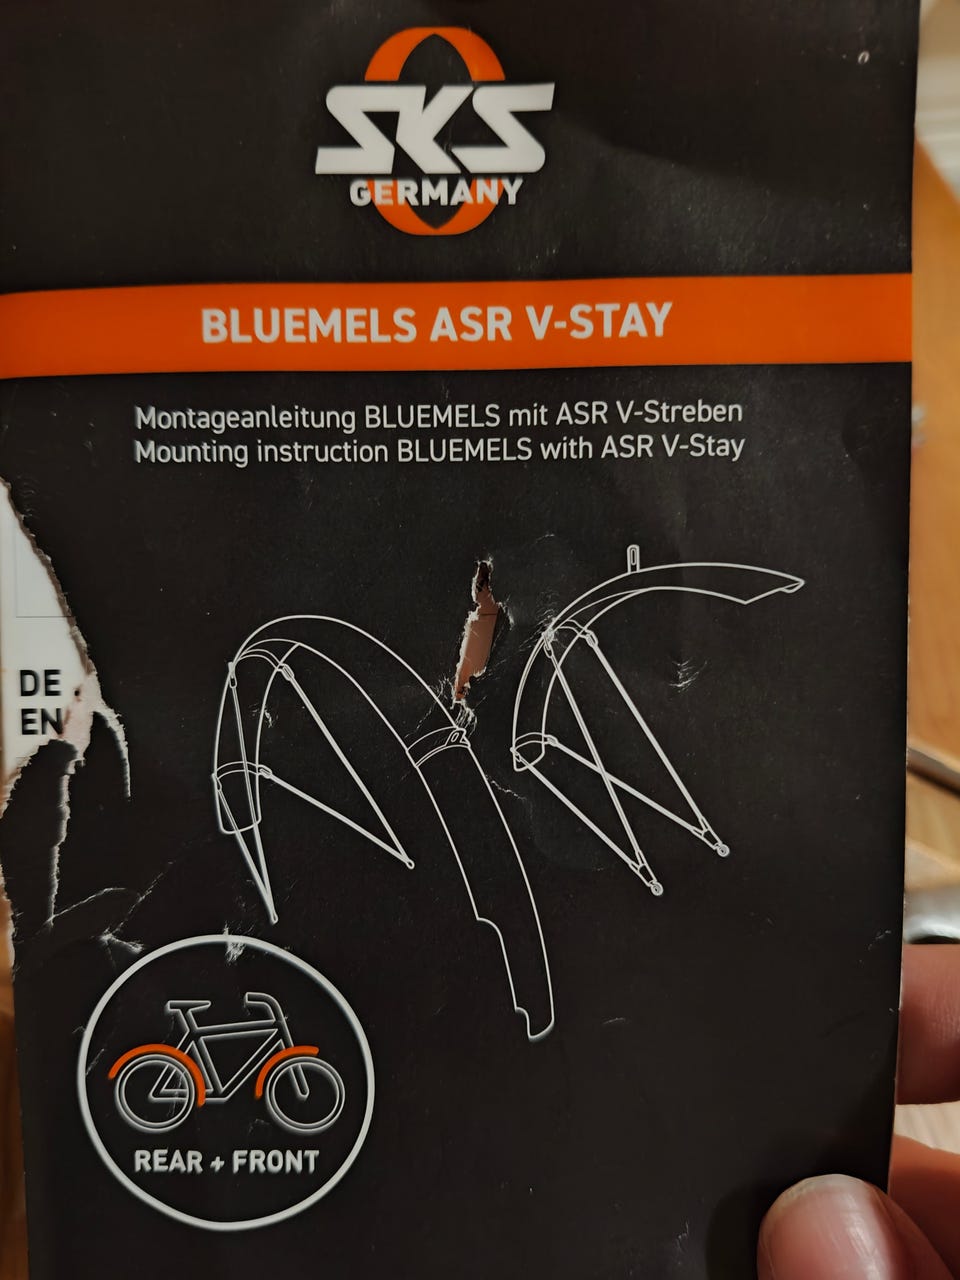 SKS
GERMANY
BLUEMELS ASR V-STAY
Montageanleitung BLUEMELS mit ASR V-Streben
Mounting instruction BLUEMELS with ASR V-Stay
DE
EN
REAR + FRONT